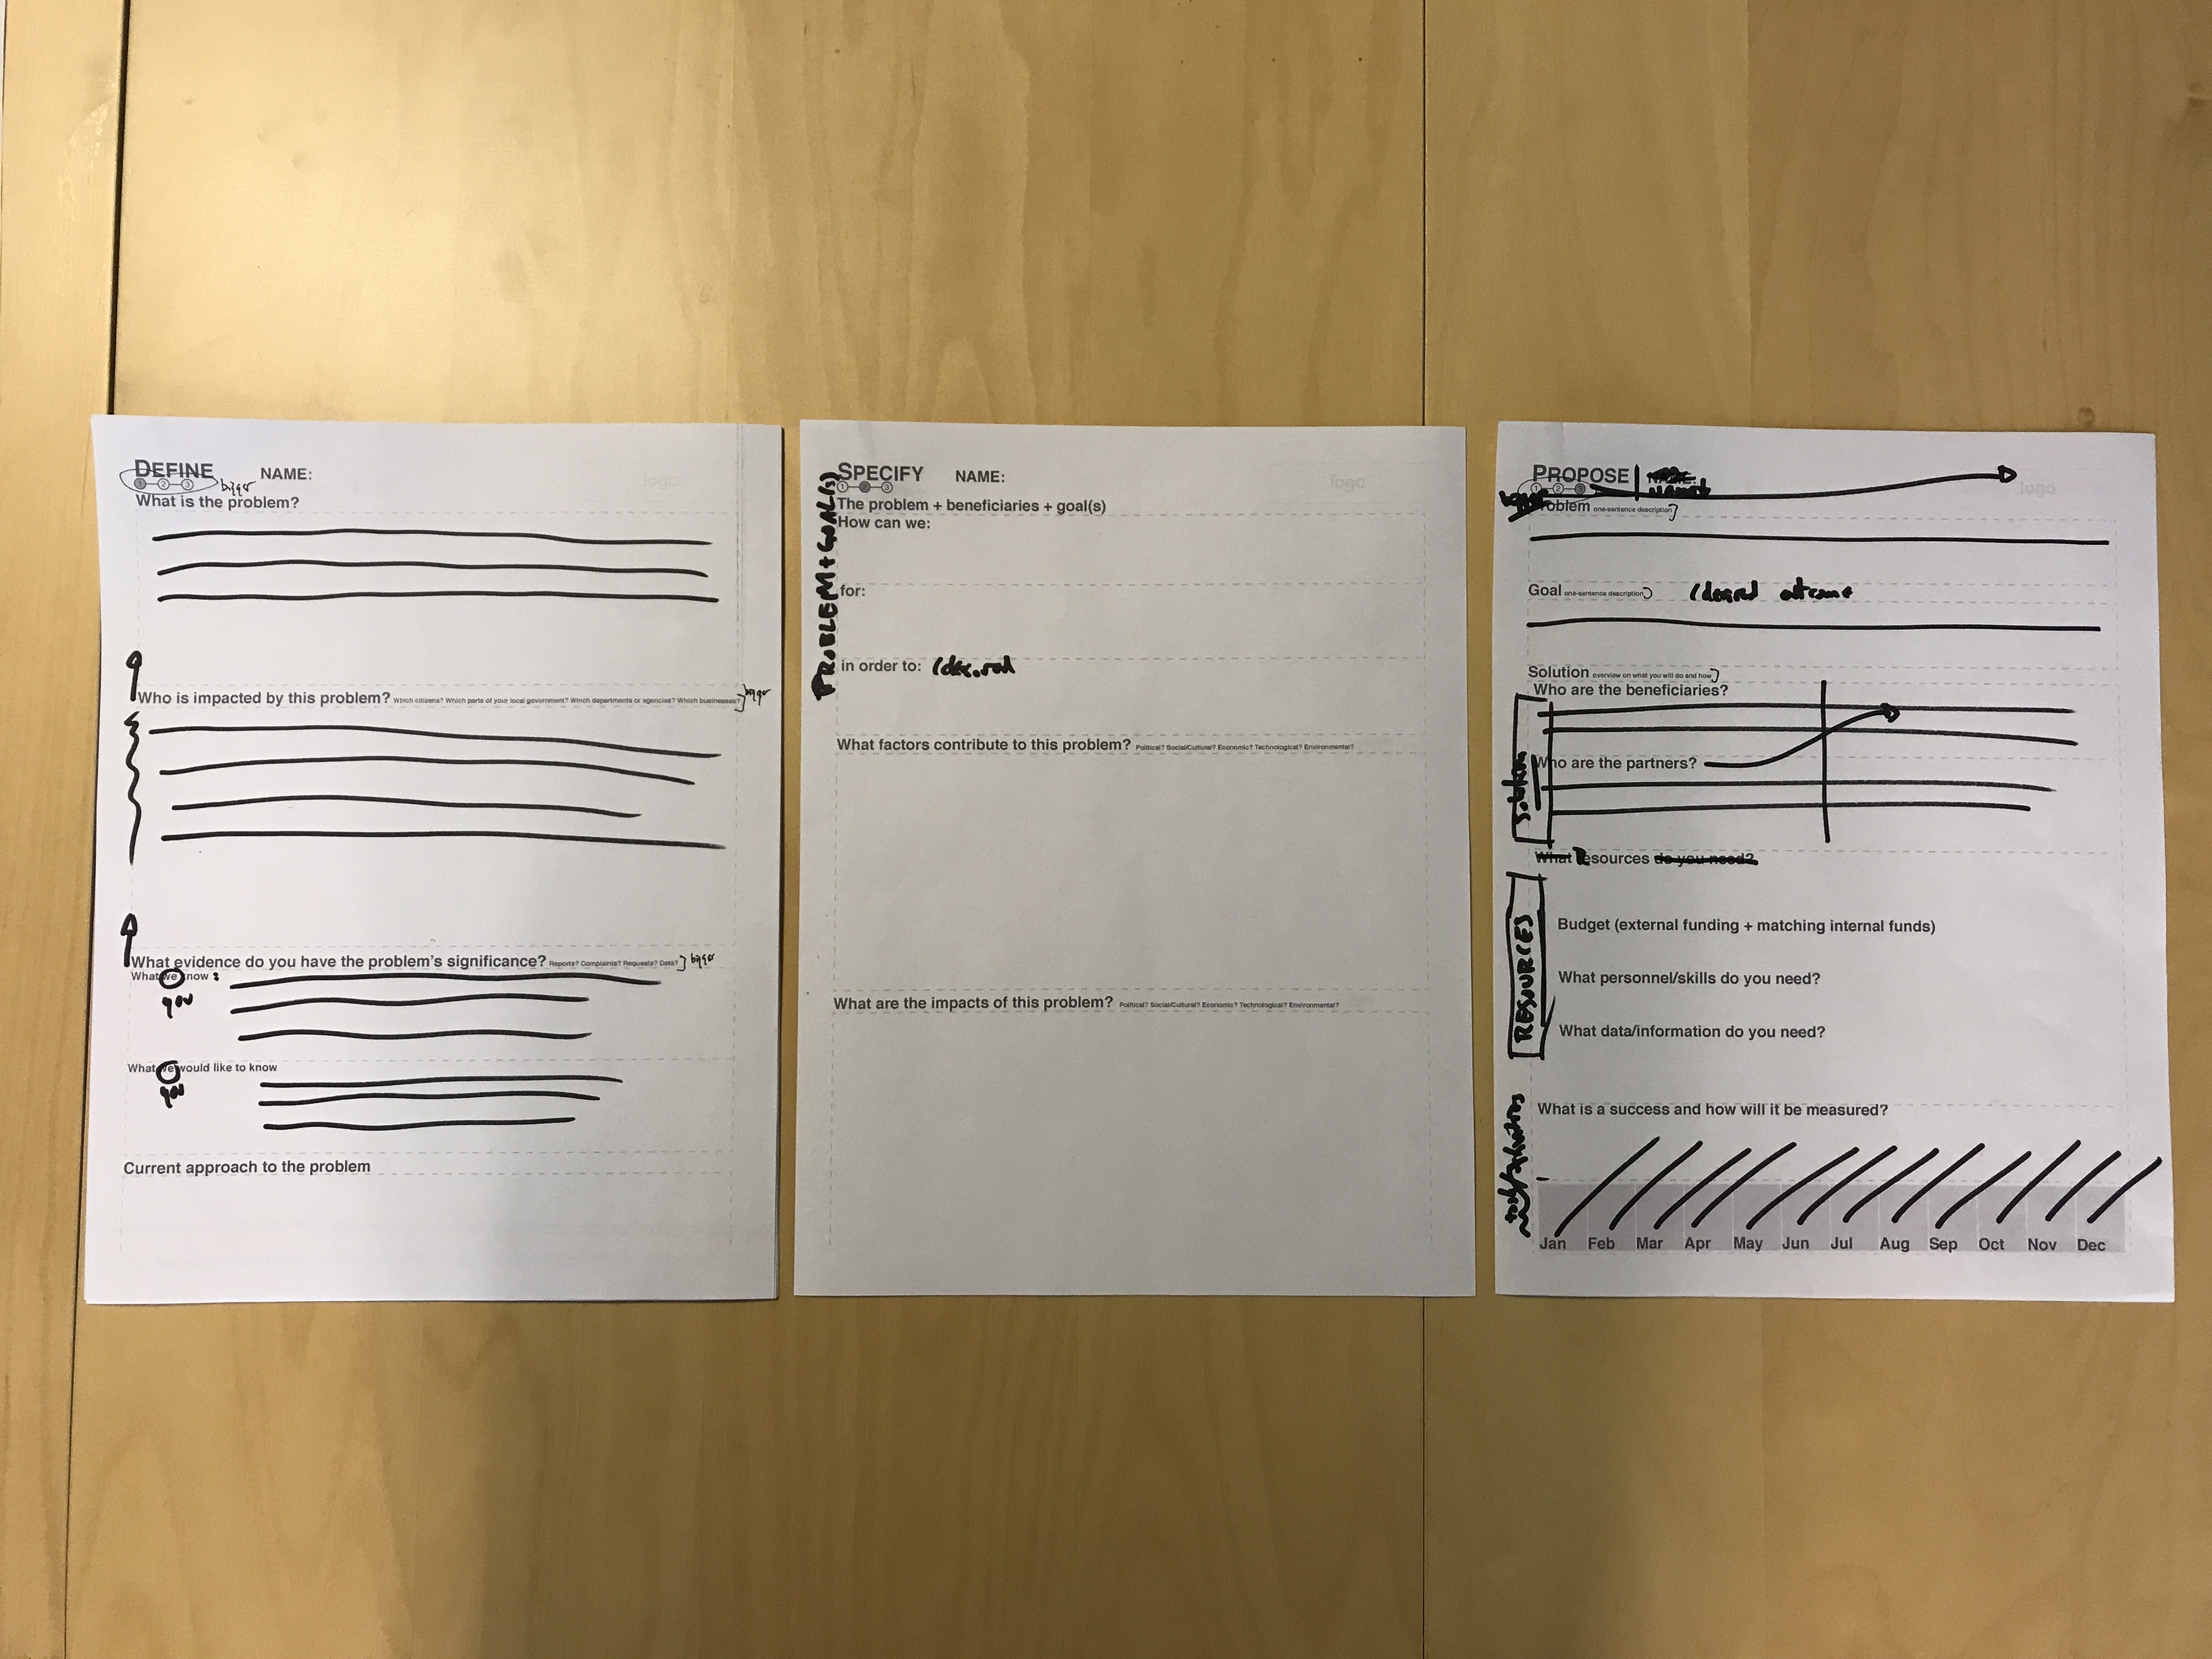 DEFINE NAME: logo
1 2 3 bigger
What is the problem?
Who is impacted by this problem? Which citizens? Which parts of your local government? Which departments or agencies? Which businesses? bigger
What evidence do you have the problem's significance? Reports? Complaints? Requests? Data? bigger
What we know:
you
What we would like to know
you
Current approach to the problem
SPECIFY NAME: logo
1 2 3
PROBLEM + GOAL(S)
The problem + beneficiaries + goal(s)
How can we:
for:
in order to:
What factors contribute to this problem? Political? Social/Cultural? Economic? Technological? Environmental?
What are the impacts of this problem? Political? Social/Cultural? Economic? Technological? Environmental?
PROPOSE logo
1 2 3
Problem one-sentence description
Goal one-sentence description / desired outcome
Solution overview on what you will do and how
Who are the beneficiaries?
Solution
Who are the partners?
What Resources do you need?
RESOURCES
Budget (external funding + matching internal funds)
What personnel/skills do you need?
What data/information do you need?
What is a success and how will it be measured?
Jan Feb Mar Apr May Jun Jul Aug Sep Oct Nov Dec